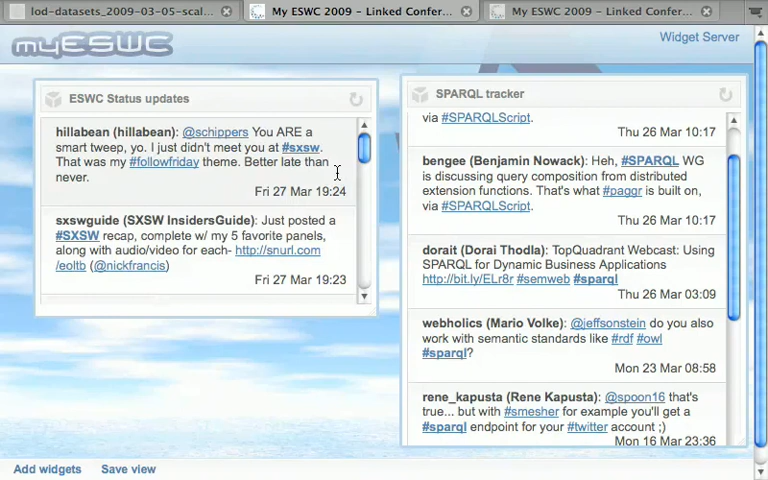 lod-datasets_2009-03-05-scal...
My ESWC 2009 - Linked Confer...
My ESWC 2009 - Linked Confer...
myESWC
Widget Server
ESWC Status updates
hillabean (hillabean): @schippers You ARE a
smart tweep, yo. I just didn't meet you at #sxsw.
That was my #followfriday theme. Better late than
never.
Fri 27 Mar 19:24
sxswguide (SXSW InsidersGuide): Just posted a
#SXSW recap, complete w/ my 5 favorite panels,
along with audio/video for each- http://snurl.com
/eoltb (@nickfrancis)
Fri 27 Mar 19:23
SPARQL tracker
via #SPARQLScript.
Thu 26 Mar 10:17
bengee (Benjamin Nowack): Heh, #SPARQL WG
is discussing query composition from distributed
extension functions. That's what #paggr is built on,
via #SPARQLScript.
Thu 26 Mar 10:17
dorait (Dorai Thodla): TopQuadrant Webcast: Using
SPARQL for Dynamic Business Applications
http://bit.ly/ELr8r #semweb #sparql
Thu 26 Mar 03:09
webholics (Mario Volke): @jeffsonstein do you also
work with semantic standards like #rdf #owl
#sparql?
Mon 23 Mar 08:58
rene_kapusta (Rene Kapusta): @spoon16 that's
true... but with #smesher for example you'll get a
#sparql endpoint for your #twitter account ;)
Mon 16 Mar 23:36
Add widgets
Save view